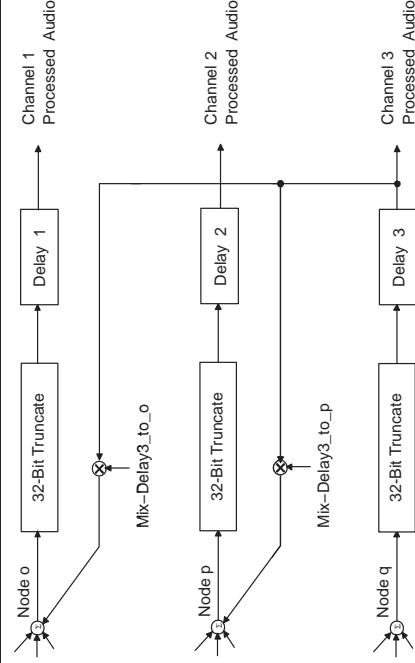 Node o
Σ
32-Bit Truncate
Delay 1
Channel 1
Processed Audio
Mix–Delay3_to_o
Node p
Σ
32-Bit Truncate
Delay 2
Channel 2
Processed Audio
Mix–Delay3_to_p
Node q
Σ
32-Bit Truncate
Delay 3
Channel 3
Processed Audio